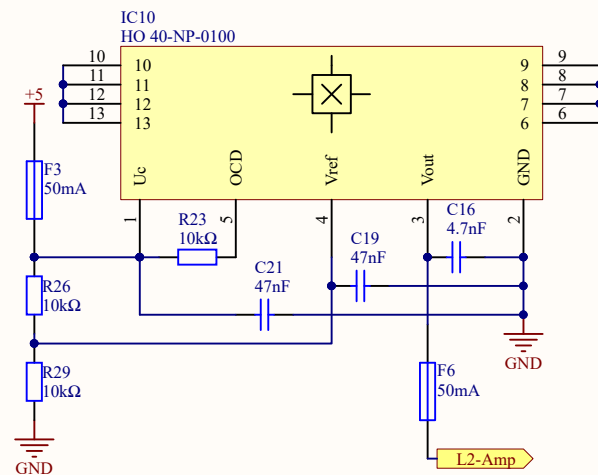 IC10
HO 40-NP-0100
10 10 9 9
11 11 8 8
12 12 7 7
13 13 6 6
+5
Uc OCD Vref Vout GND
F3
50mA
1 5 4 3 2
R23
10kΩ
C16
4.7nF
C19
47nF
C21
47nF
R26
10kΩ
R29
10kΩ
GND
F6
50mA
GND
L2-Amp